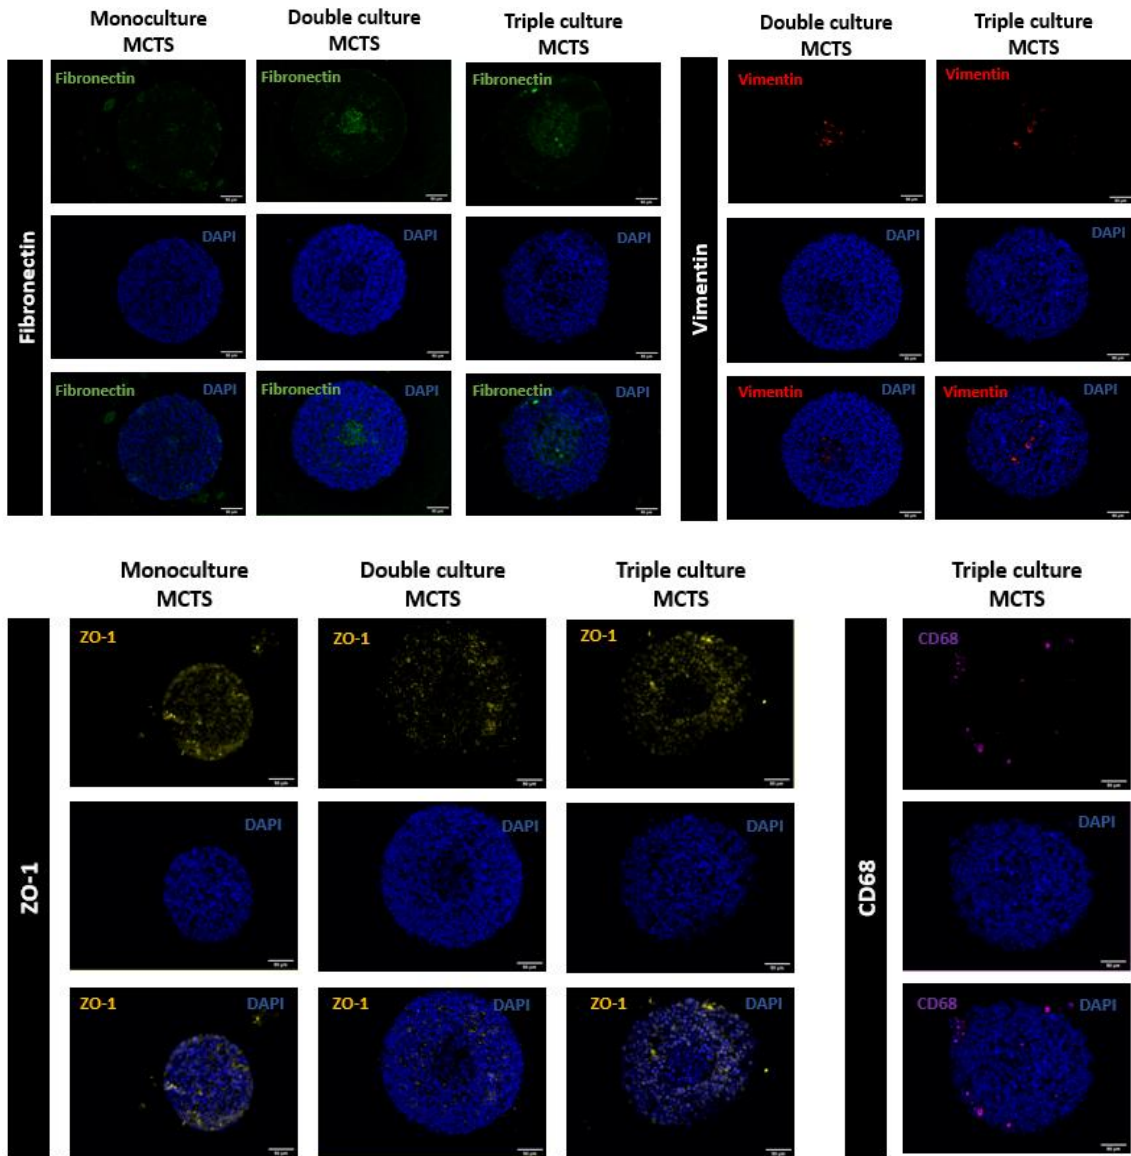 Monoculture
MCTS
Double culture
MCTS
Triple culture
MCTS
Fibronectin
Fibronectin
Fibronectin
Fibronectin
DAPI
DAPI
DAPI
Fibronectin
DAPI
Fibronectin
DAPI
Fibronectin
DAPI
Double culture
MCTS
Triple culture
MCTS
Vimentin
Vimentin
Vimentin
DAPI
DAPI
Vimentin
DAPI
Vimentin
DAPI
Monoculture
MCTS
Double culture
MCTS
Triple culture
MCTS
ZO-1
ZO-1
ZO-1
ZO-1
DAPI
DAPI
DAPI
ZO-1
DAPI
ZO-1
DAPI
ZO-1
DAPI
Triple culture
MCTS
CD68
CD68
DAPI
CD68
DAPI